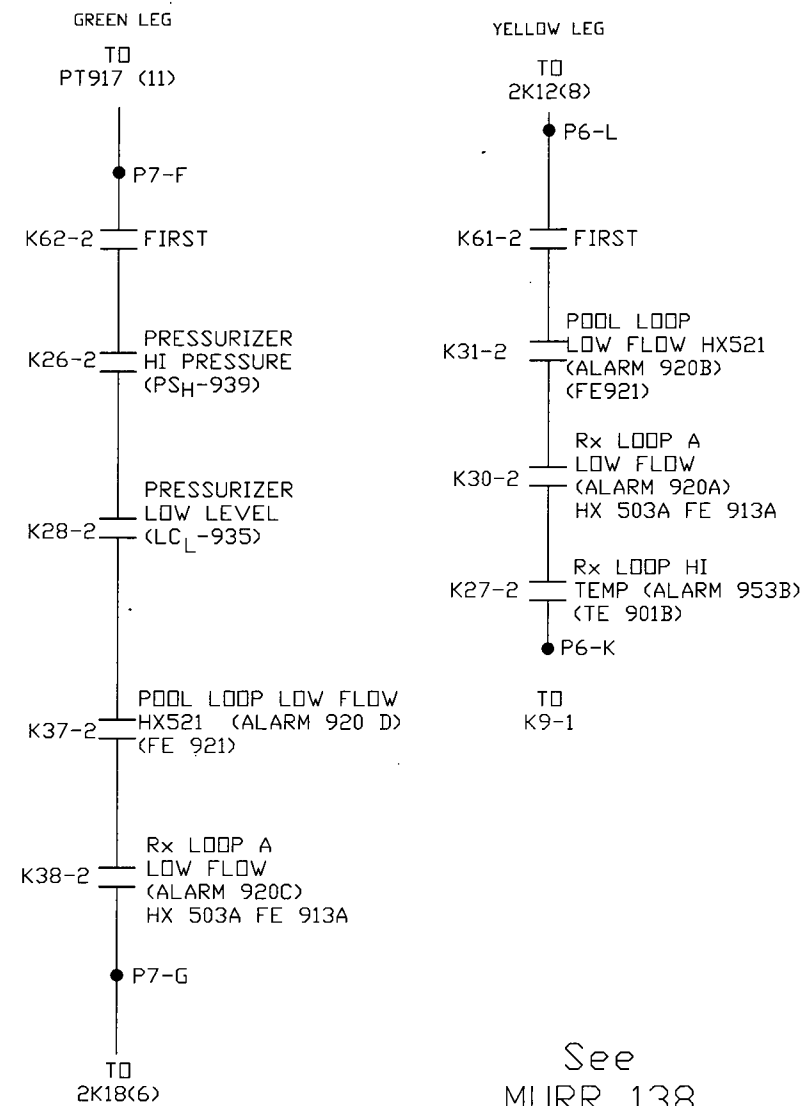 GREEN LEG
TO
PT917 (11)
P7-F
K62-2 FIRST
K26-2
PRESSURIZER
HI PRESSURE
(PSH-939)
K28-2
PRESSURIZER
LOW LEVEL
(LCL-935)
K37-2
POOL LOOP LOW FLOW
HX521 (ALARM 920 D)
(FE 921)
K38-2
Rx LOOP A
LOW FLOW
(ALARM 920C)
HX 503A FE 913A
P7-G
TO
2K18(6)
YELLOW LEG
TO
2K12(8)
P6-L
K61-2 FIRST
K31-2
POOL LOOP
LOW FLOW HX521
(ALARM 920B)
(FE921)
K30-2
Rx LOOP A
LOW FLOW
(ALARM 920A)
HX 503A FE 913A
K27-2
Rx LOOP HI
TEMP (ALARM 953B)
(TE 901B)
P6-K
TO
K9-1
See
MURR 138